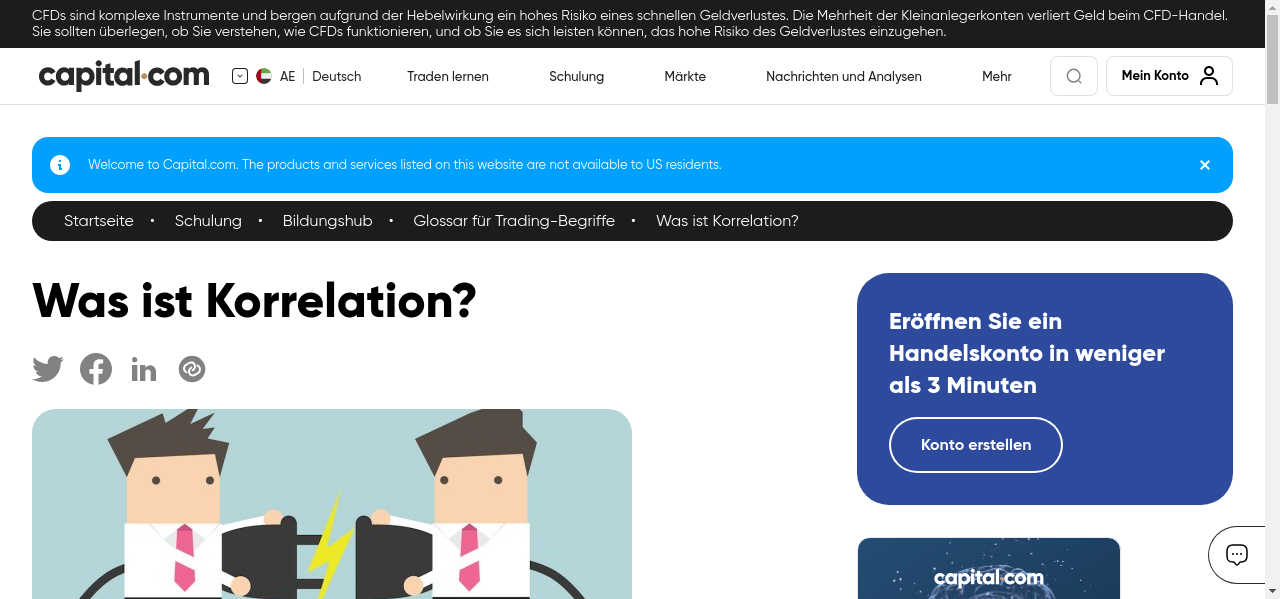 CFDs sind komplexe Instrumente und bergen aufgrund der Hebelwirkung ein hohes Risiko eines schnellen Geldverlustes. Die Mehrheit der Kleinanlegerkonten verliert Geld beim CFD-Handel.
Sie sollten überlegen, ob Sie verstehen, wie CFDs funktionieren, und ob Sie es sich leisten können, das hohe Risiko des Geldverlustes einzugehen.
capital.com AE Deutsch Traden lernen Schulung Märkte Nachrichten und Analysen Mehr Mein Konto
Welcome to Capital.com. The products and services listed on this website are not available to US residents.
Startseite • Schulung • Bildungshub • Glossar für Trading-Begriffe • Was ist Korrelation?
Was ist Korrelation?
Eröffnen Sie ein
Handelskonto in weniger
als 3 Minuten
Konto erstellen
capital.com